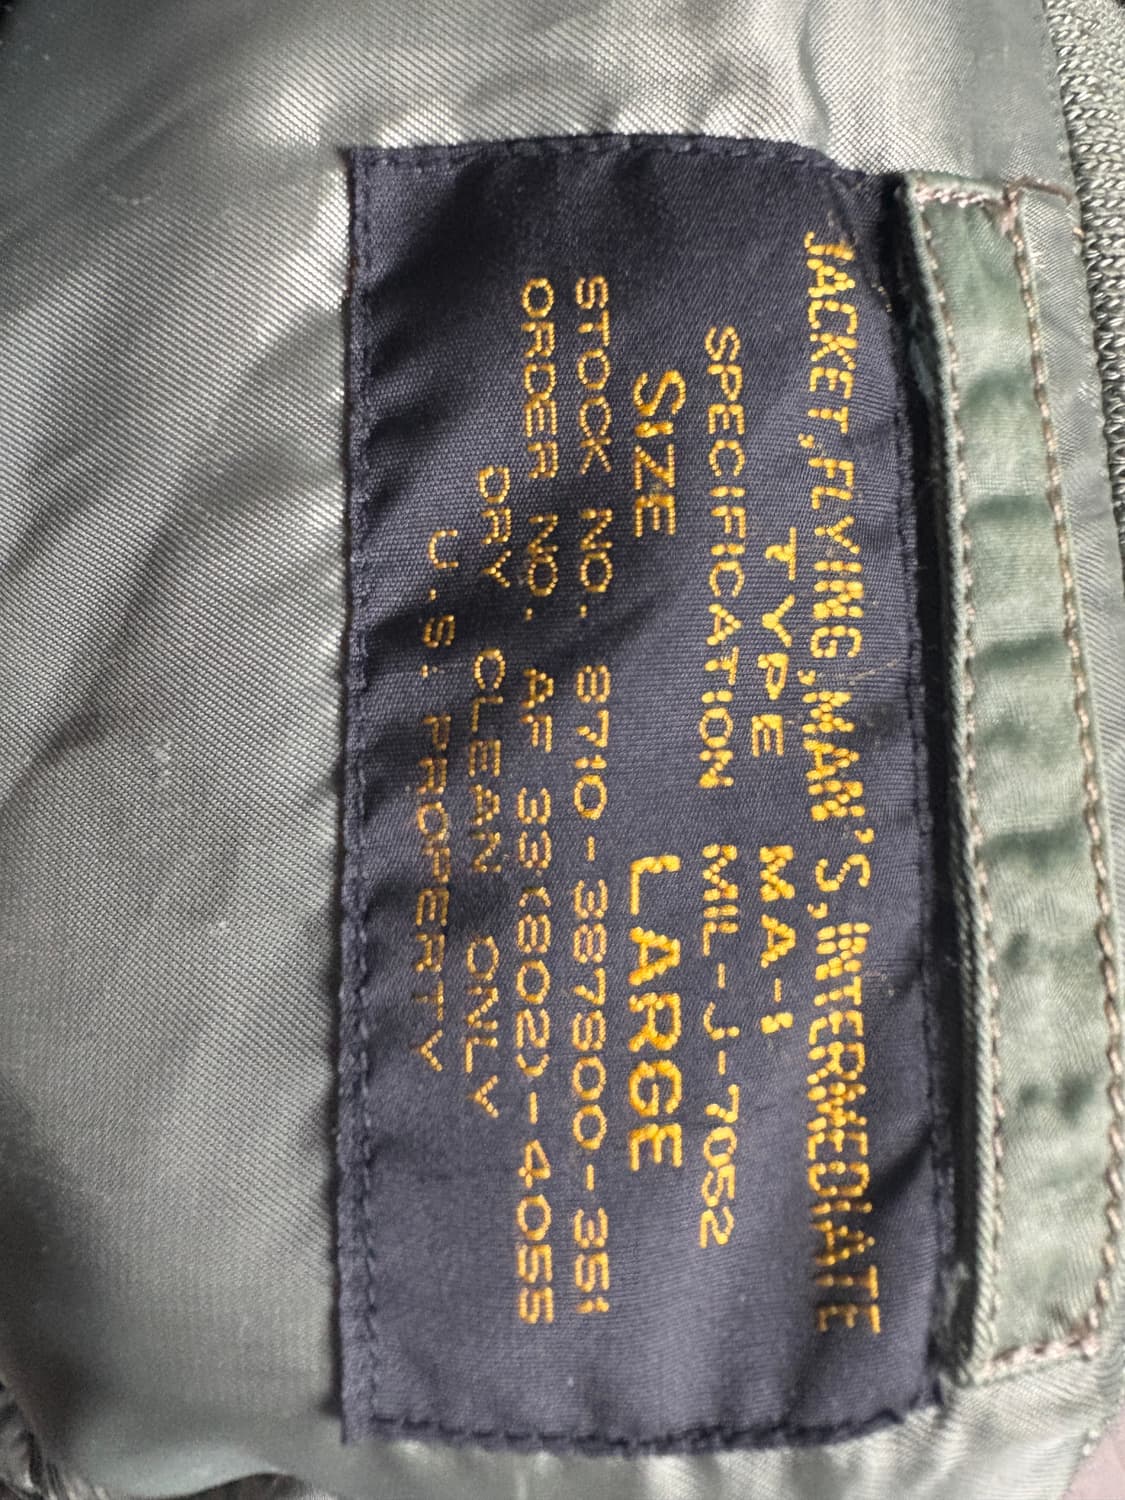 JACKET, FLYING, MAN'S, INTERMEDIATE
TYPE MA-1
SPECIFICATION MIL-J-7052
SIZE LARGE
STOCK NO. 8710-387S00-351
ORDER NO. AF 33(802)-4055
DRY CLEAN ONLY
U.S. PROPERTY